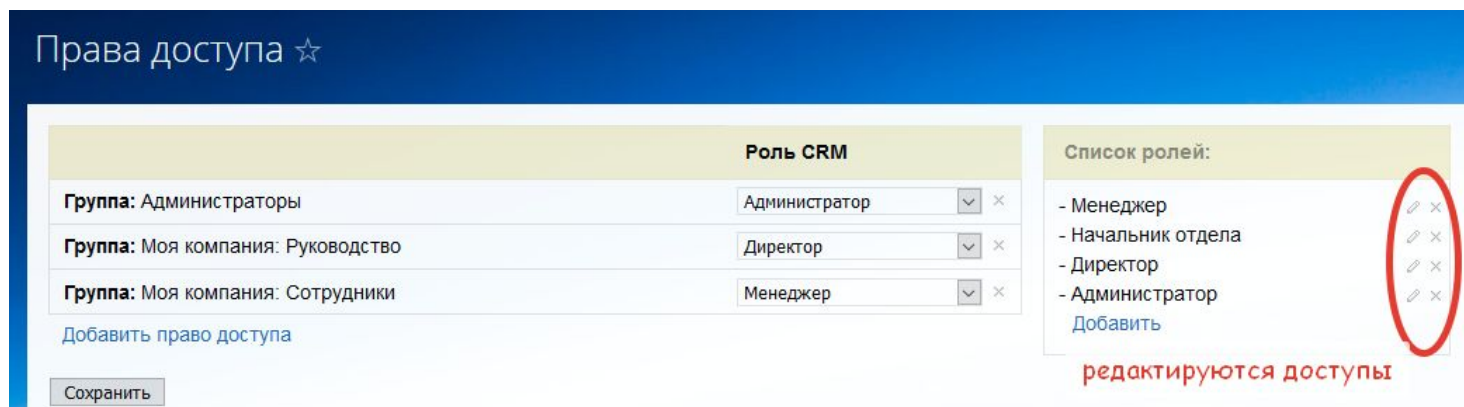 Права доступа ☆
Роль CRM
Группа: Администраторы
Администратор
Группа: Моя компания: Руководство
Директор
Группа: Моя компания: Сотрудники
Менеджер
Добавить право доступа
Сохранить
Список ролей:
- Менеджер
- Начальник отдела
- Директор
- Администратор
Добавить
редактируются доступы